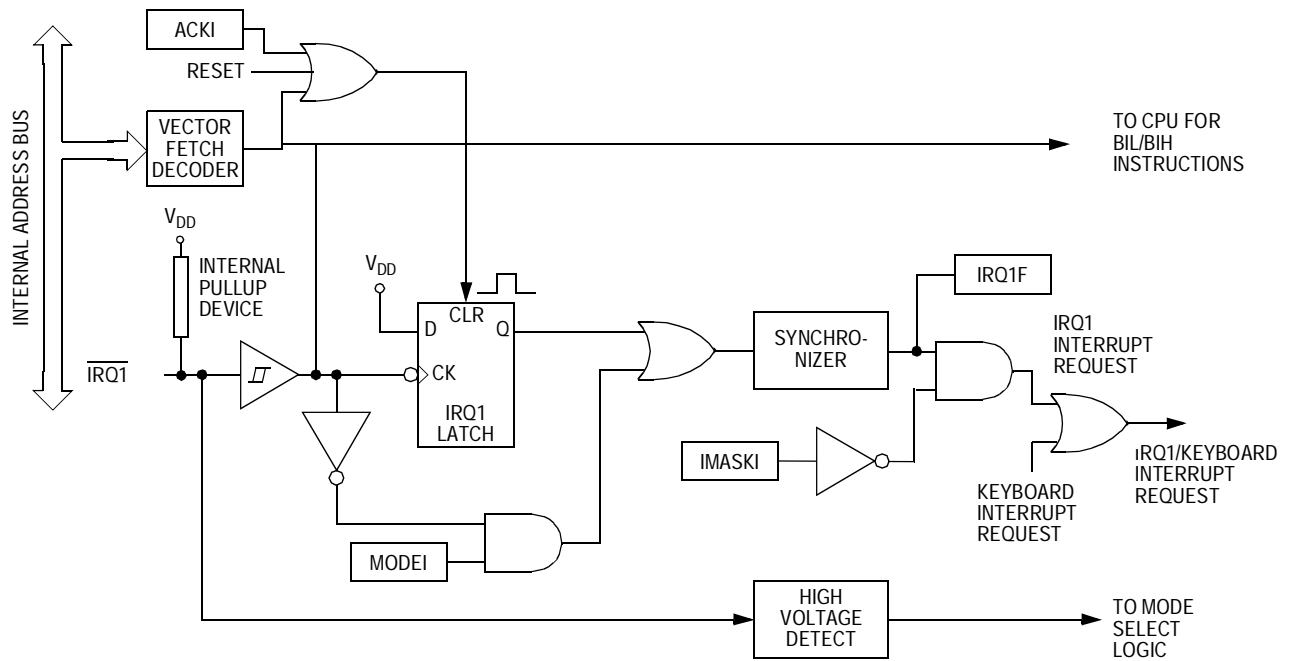 ACKI
RESET
INTERNAL ADDRESS BUS
VECTOR
FETCH
DECODER
TO CPU FOR
BIL/BIH
INSTRUCTIONS
VDD
INTERNAL
PULLUP
DEVICE
VDD
CLR
D
Q
CK
IRQ1
LATCH
IRQ1
SYNCHRO-
NIZER
IRQ1F
IRQ1
INTERRUPT
REQUEST
IMASKI
KEYBOARD
INTERRUPT
REQUEST
IRQ1/KEYBOARD
INTERRUPT
REQUEST
MODEI
HIGH
VOLTAGE
DETECT
TO MODE
SELECT
LOGIC